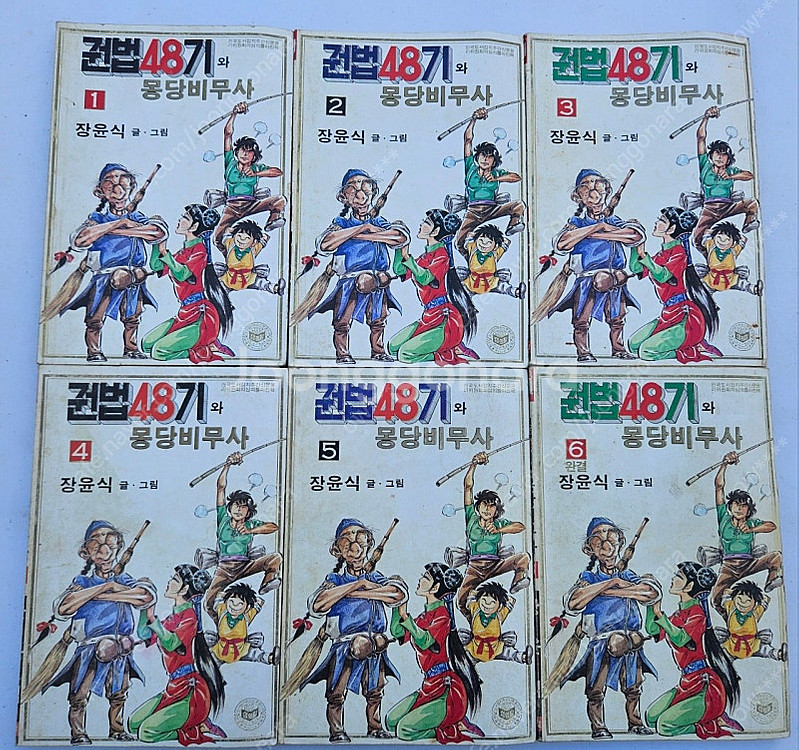 권법48기와
몽당비무사
1
장윤식 글·그림
권법48기와
몽당비무사
2
장윤식 글·그림
권법48기와
몽당비무사
3
장윤식 글·그림
권법48기와
몽당비무사
4
장윤식 글·그림
권법48기와
몽당비무사
5
장윤식 글·그림
권법48기와
몽당비무사
6
완결
장윤식 글·그림